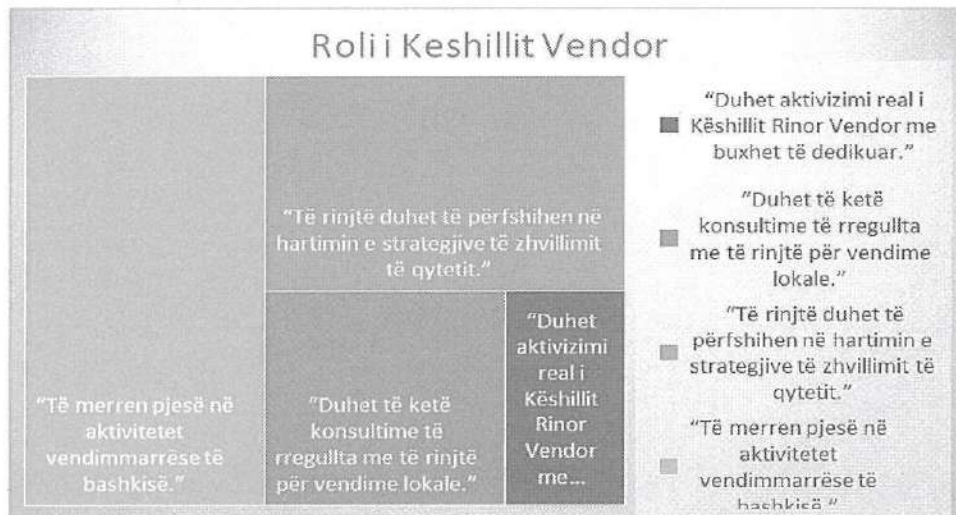 Roli i Keshillit Vendor
“Të merren pjesë në
aktivitetet
vendimmarrëse të
bashkisë.”
“Të rinjtë duhet të përfshihen në
hartimin e strategjive të zhvillimit
të qytetit.”
“Duhet të ketë
konsultime të
rregullta me të rinjtë
për vendime lokale.”
“Duhet
aktivizimi
real i
Këshillit
Rinor
Vendor
me...
“Duhet aktivizimi real i
Këshillit Rinor Vendor me
buxhet të dedikuar.”
“Duhet të ketë
konsultime të rregullta
me të rinjtë për vendime
lokale.”
“Të rinjtë duhet të
përfshihen në hartimin e
strategjive të zhvillimit të
qytetit.”
“Të merren pjesë në
aktivitetet
vendimmarrëse të
bashkisë.”